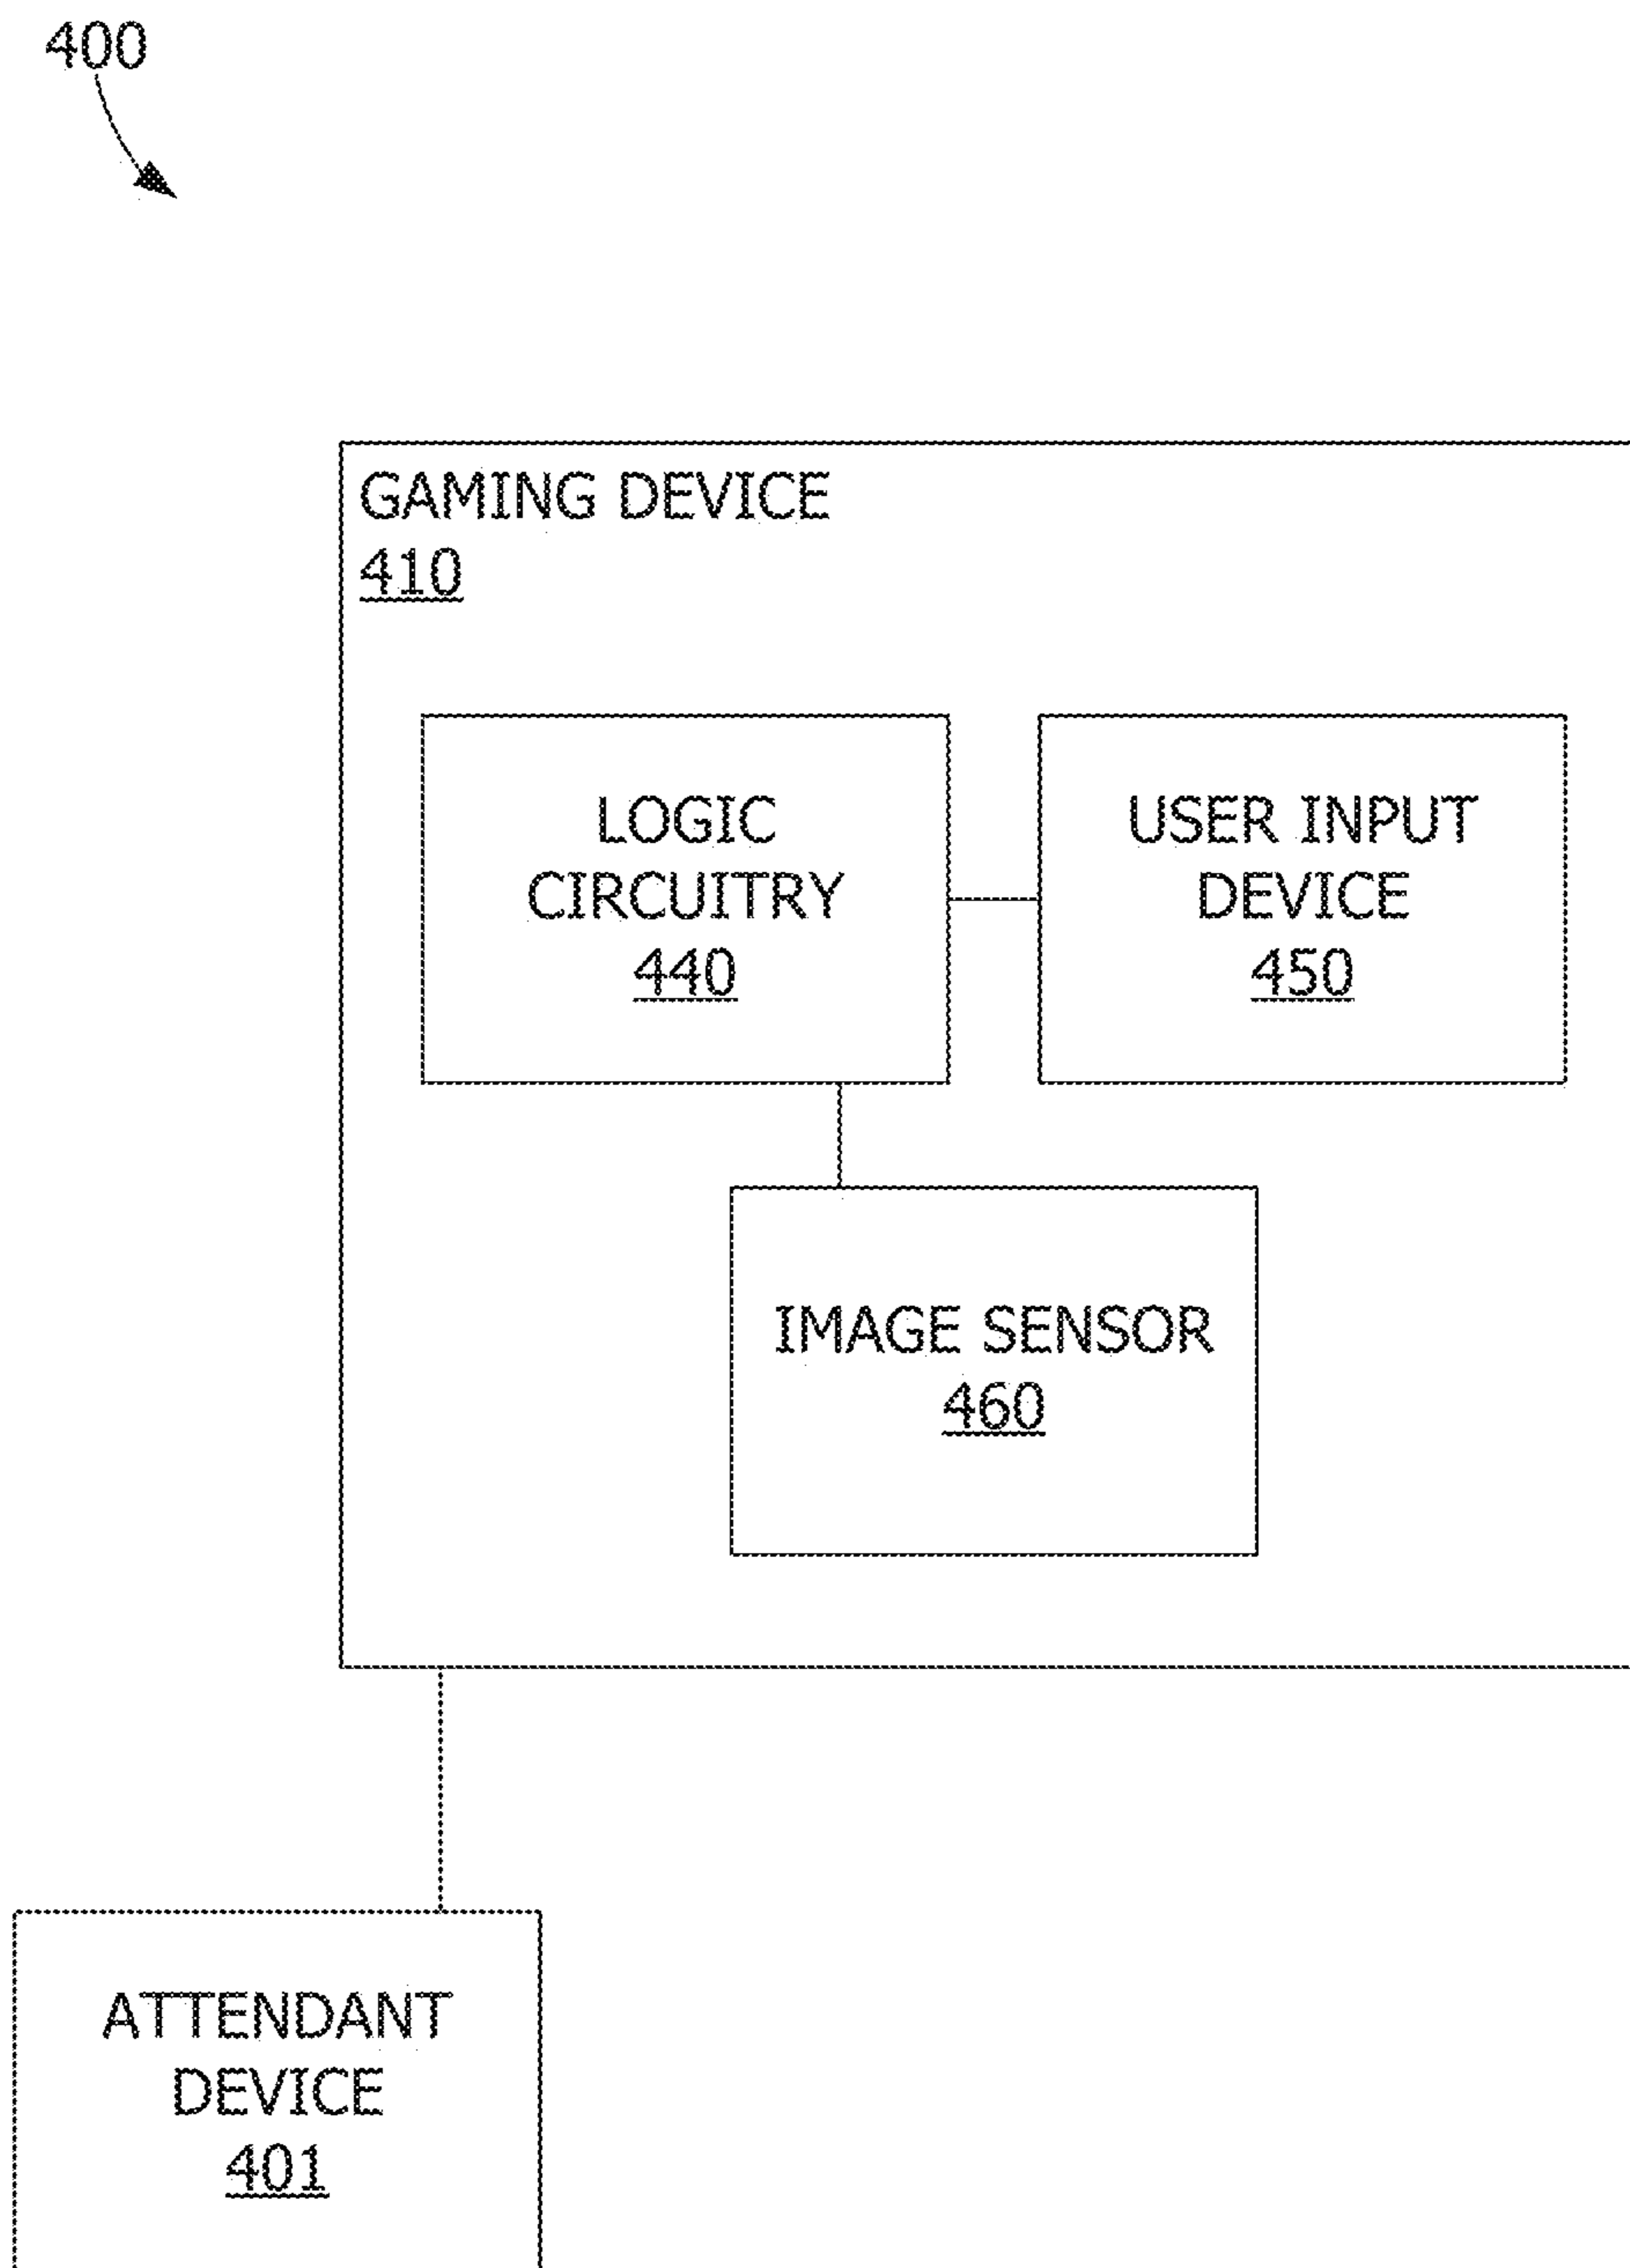 400
GAMING DEVICE
410
LOGIC
CIRCUITRY
440
USER INPUT
DEVICE
450
IMAGE SENSOR
460
ATTENDANT
DEVICE
401